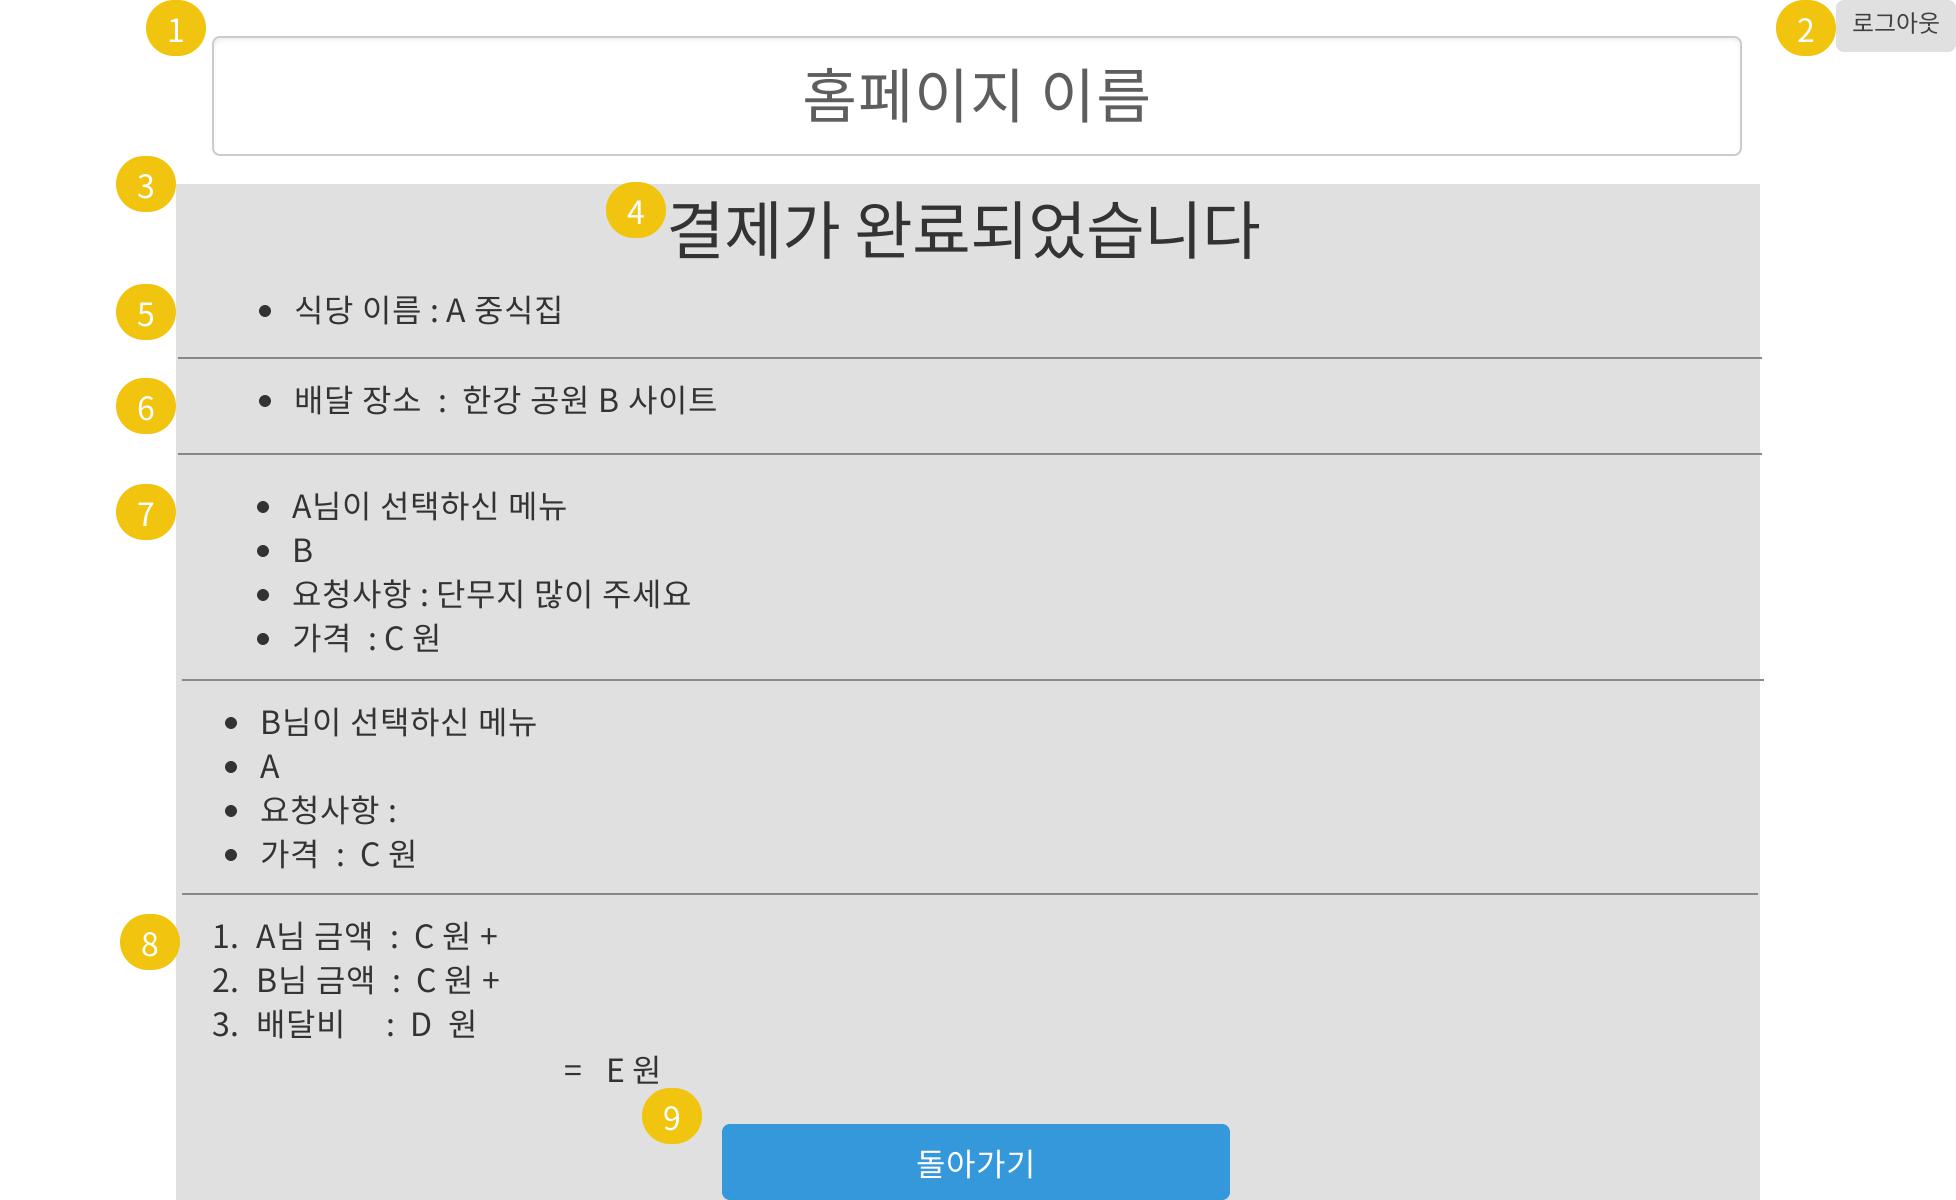 1
2 로그아웃
홈페이지 이름
3
4 결제가 완료되었습니다
5 • 식당 이름 : A 중식집
6 • 배달 장소 : 한강 공원 B 사이트
7 • A님이 선택하신 메뉴
• B
• 요청사항 : 단무지 많이 주세요
• 가격 : C 원
• B님이 선택하신 메뉴
• A
• 요청사항 :
• 가격 : C 원
8 1. A님 금액 : C 원 +
2. B님 금액 : C 원 +
3. 배달비 : D 원
= E 원
9
돌아가기